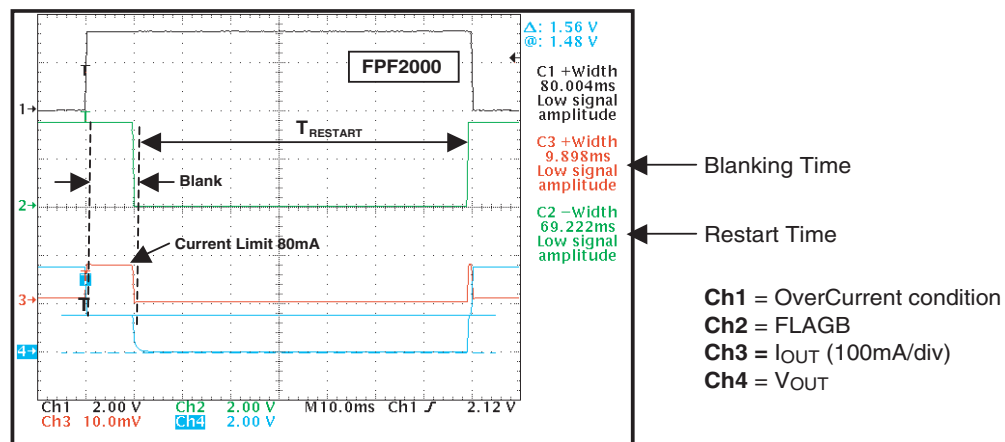 Δ: 1.56 V
@: 1.48 V
FPF2000
C1 +Width
80.004ms
Low signal
amplitude
T
1→
T
TRESTART
C3 +Width
9.898ms
Low signal
amplitude
Blanking Time
Blank
2→
C2 −Width
69.222ms
Low signal
amplitude
Restart Time
Current Limit 80mA
3→
T
4→
Ch1 = OverCurrent condition
Ch2 = FLAGB
Ch3 = IOUT (100mA/div)
Ch4 = VOUT
Ch1 2.00 V Ch2 2.00 V M10.0ms Ch1 ƒ 2.12 V
Ch3 10.0mV Ch4 2.00 V